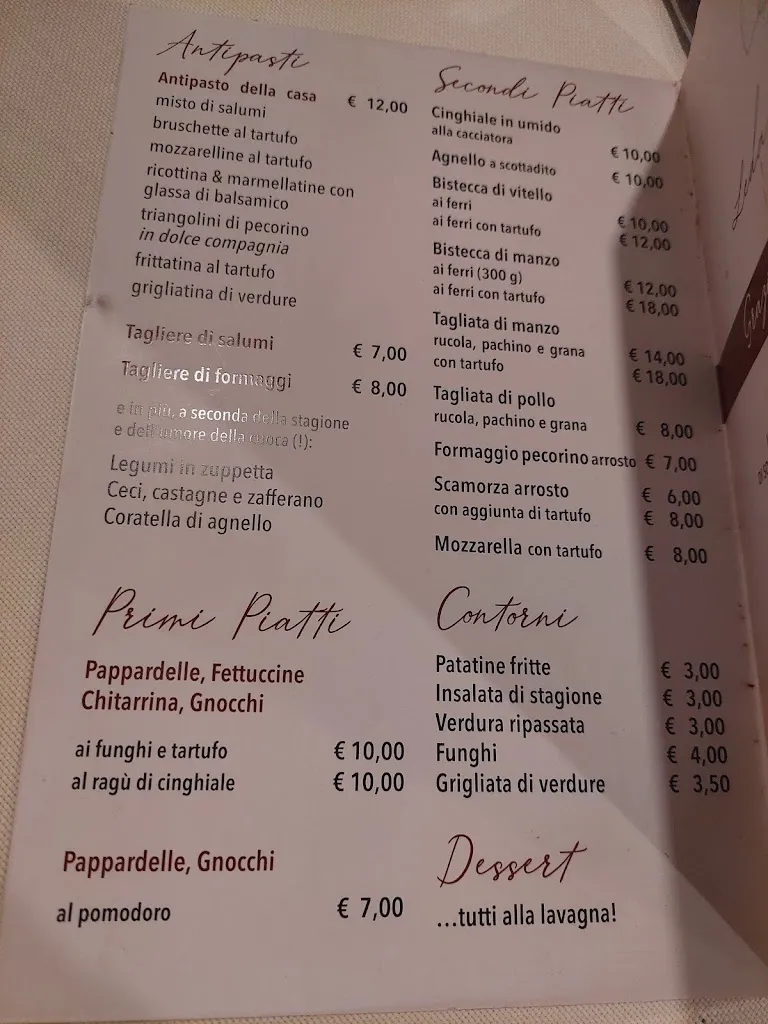 Antipasti
Antipasto della casa € 12,00
misto di salumi
bruschette al tartufo
mozzarelline al tartufo
ricottina & marmellatine con
glassa di balsamico
triangolini di pecorino
in dolce compagnia
frittatina al tartufo
grigliatina di verdure
Tagliere di salumi € 7,00
Tagliere di formaggi € 8,00
e in più, a seconda della stagione
e dell'umore della cuoca (!):
Legumi in zuppetta
Ceci, castagne e zafferano
Coratella di agnello
Primi Piatti
Pappardelle, Fettuccine
Chitarrina, Gnocchi
ai funghi e tartufo € 10,00
al ragù di cinghiale € 10,00
Pappardelle, Gnocchi
al pomodoro € 7,00
Secondi Piatti
Cinghiale in umido
alla cacciatora € 10,00
Agnello a scottadito € 10,00
Bistecca di vitello
ai ferri € 10,00
ai ferri con tartufo € 12,00
Bistecca di manzo
ai ferri (300 g) € 12,00
ai ferri con tartufo € 18,00
Tagliata di manzo
rucola, pachino e grana € 14,00
con tartufo € 18,00
Tagliata di pollo
rucola, pachino e grana € 8,00
Formaggio pecorino arrosto € 7,00
Scamorza arrosto € 6,00
con aggiunta di tartufo € 8,00
Mozzarella con tartufo € 8,00
Contorni
Patatine fritte € 3,00
Insalata di stagione € 3,00
Verdura ripassata € 3,00
Funghi € 4,00
Grigliata di verdure € 3,50
Dessert
...tutti alla lavagna!